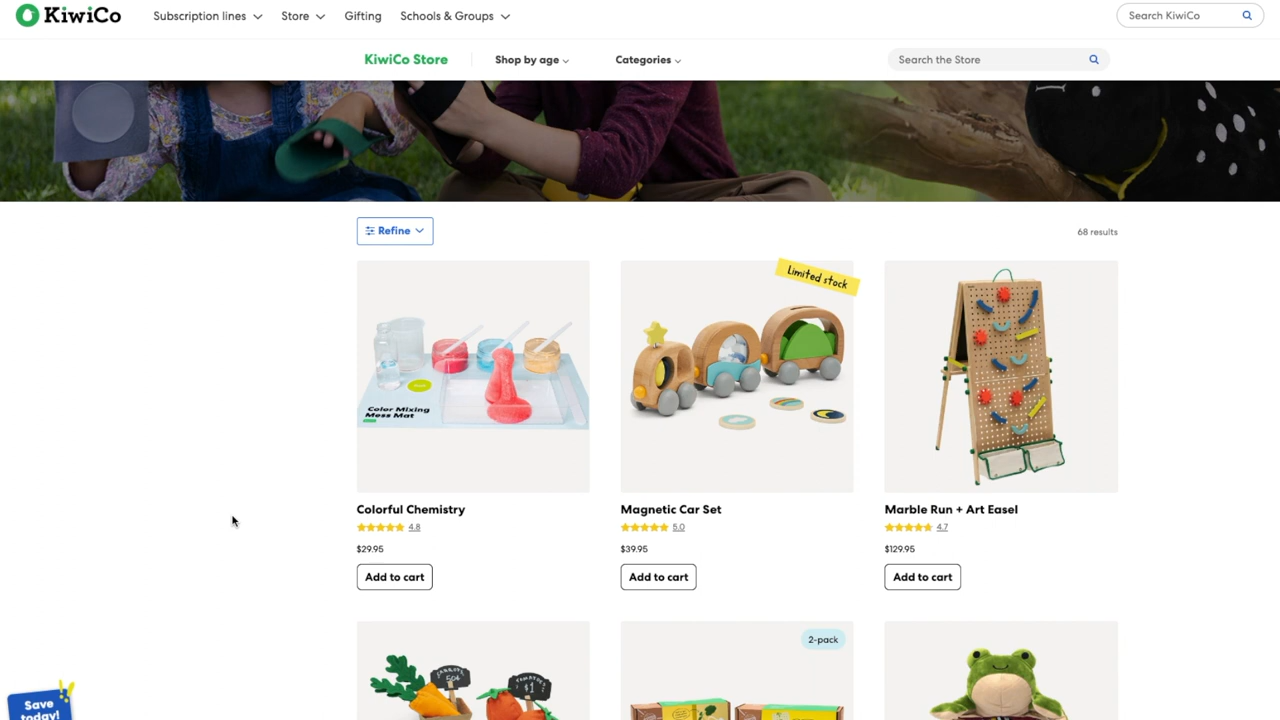 KiwiCo
Subscription lines
Store
Gifting
Schools & Groups
Search KiwiCo
KiwiCo Store
Shop by age
Categories
Search the Store
Refine
68 results
Limited stock
Color Mixing
Mess Mat
Colorful Chemistry
4.8
$29.95
Add to cart
Magnetic Car Set
5.0
$39.95
Add to cart
Marble Run + Art Easel
4.7
$129.95
Add to cart
2-pack
$1
Save
today!